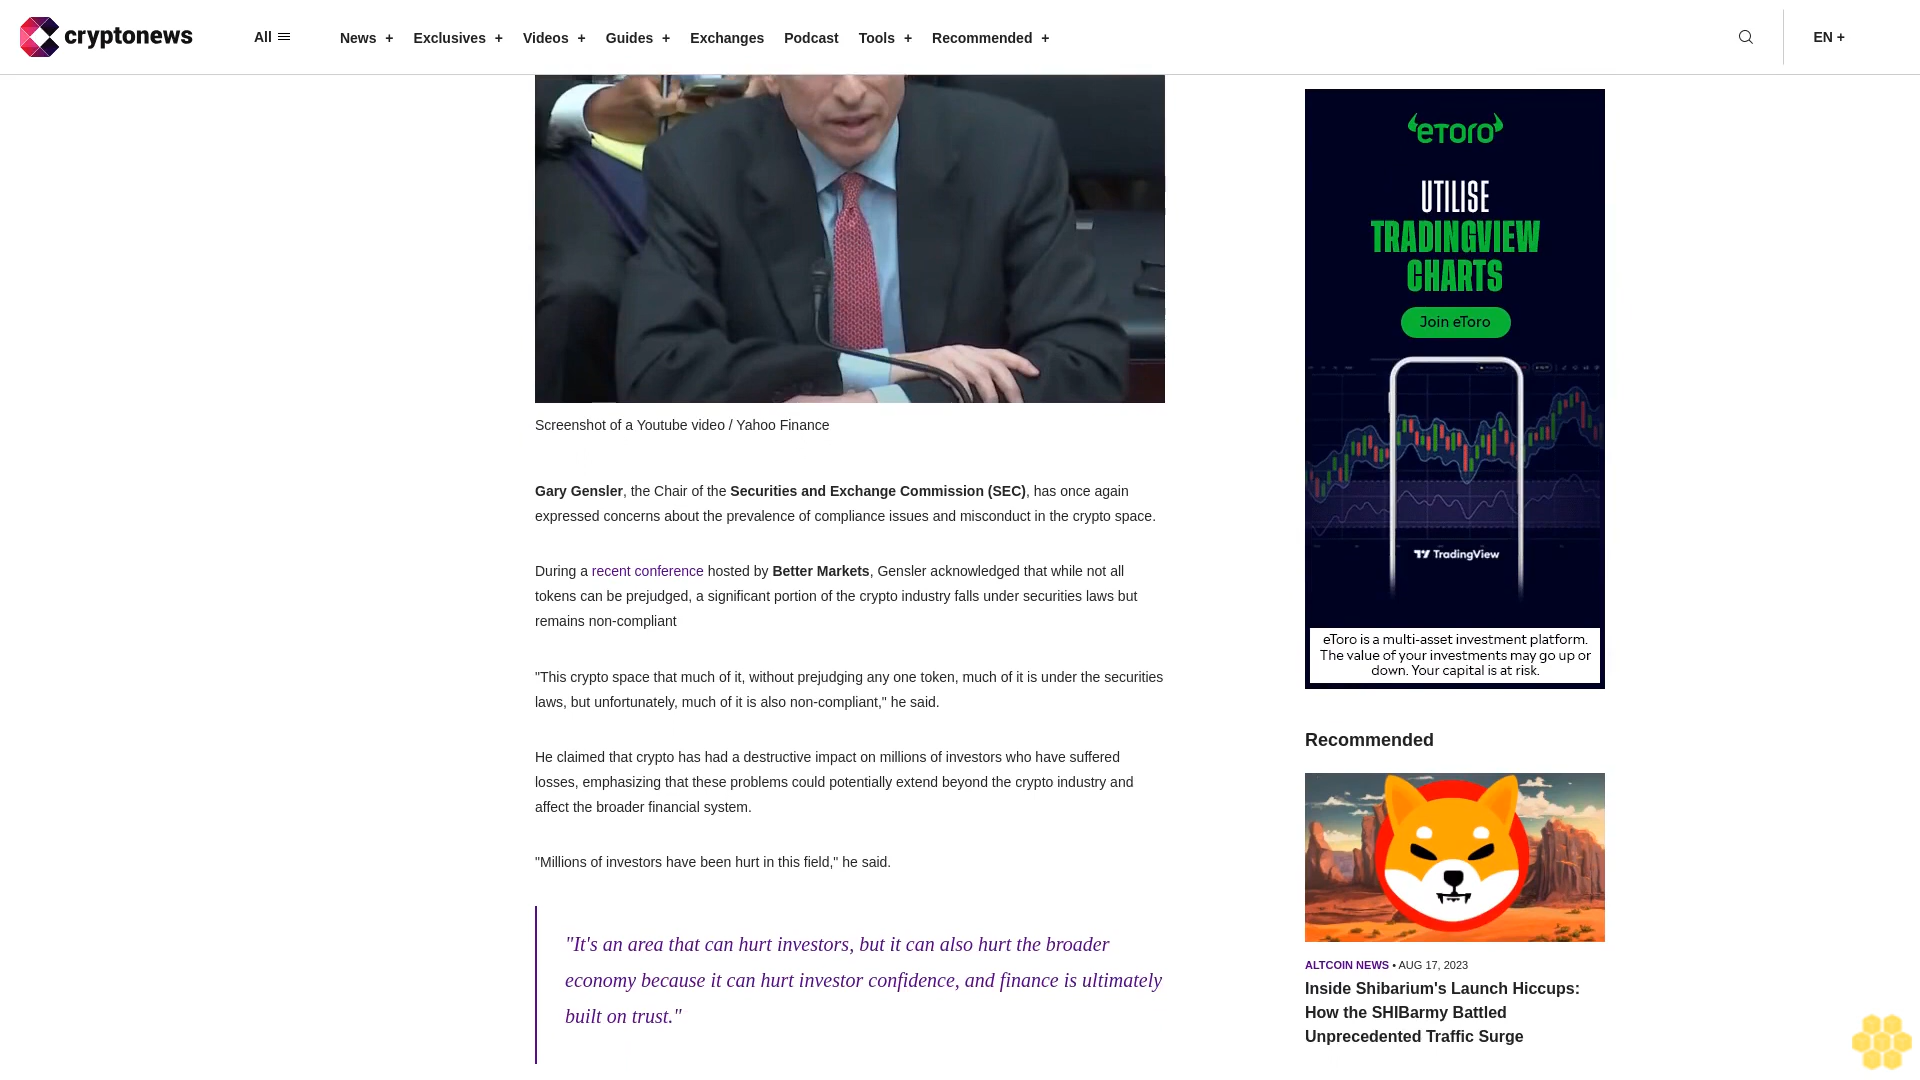 cryptonews
All
News +
Exclusives +
Videos +
Guides +
Exchanges
Podcast
Tools +
Recommended +
EN +
Screenshot of a Youtube video / Yahoo Finance
Gary Gensler, the Chair of the Securities and Exchange Commission (SEC), has once again
expressed concerns about the prevalence of compliance issues and misconduct in the crypto space.
During a recent conference hosted by Better Markets, Gensler acknowledged that while not all
tokens can be prejudged, a significant portion of the crypto industry falls under securities laws but
remains non-compliant
"This crypto space that much of it, without prejudging any one token, much of it is under the securities
laws, but unfortunately, much of it is also non-compliant," he said.
He claimed that crypto has had a destructive impact on millions of investors who have suffered
losses, emphasizing that these problems could potentially extend beyond the crypto industry and
affect the broader financial system.
"Millions of investors have been hurt in this field," he said.
"It's an area that can hurt investors, but it can also hurt the broader
economy because it can hurt investor confidence, and finance is ultimately
built on trust."
eToro
UTILISE
TRADINGVIEW
CHARTS
Join eToro
TradingView
eToro is a multi-asset investment platform.
The value of your investments may go up or
down. Your capital is at risk.
Recommended
ALTCOIN NEWS • AUG 17, 2023
Inside Shibarium's Launch Hiccups:
How the SHIBarmy Battled
Unprecedented Traffic Surge